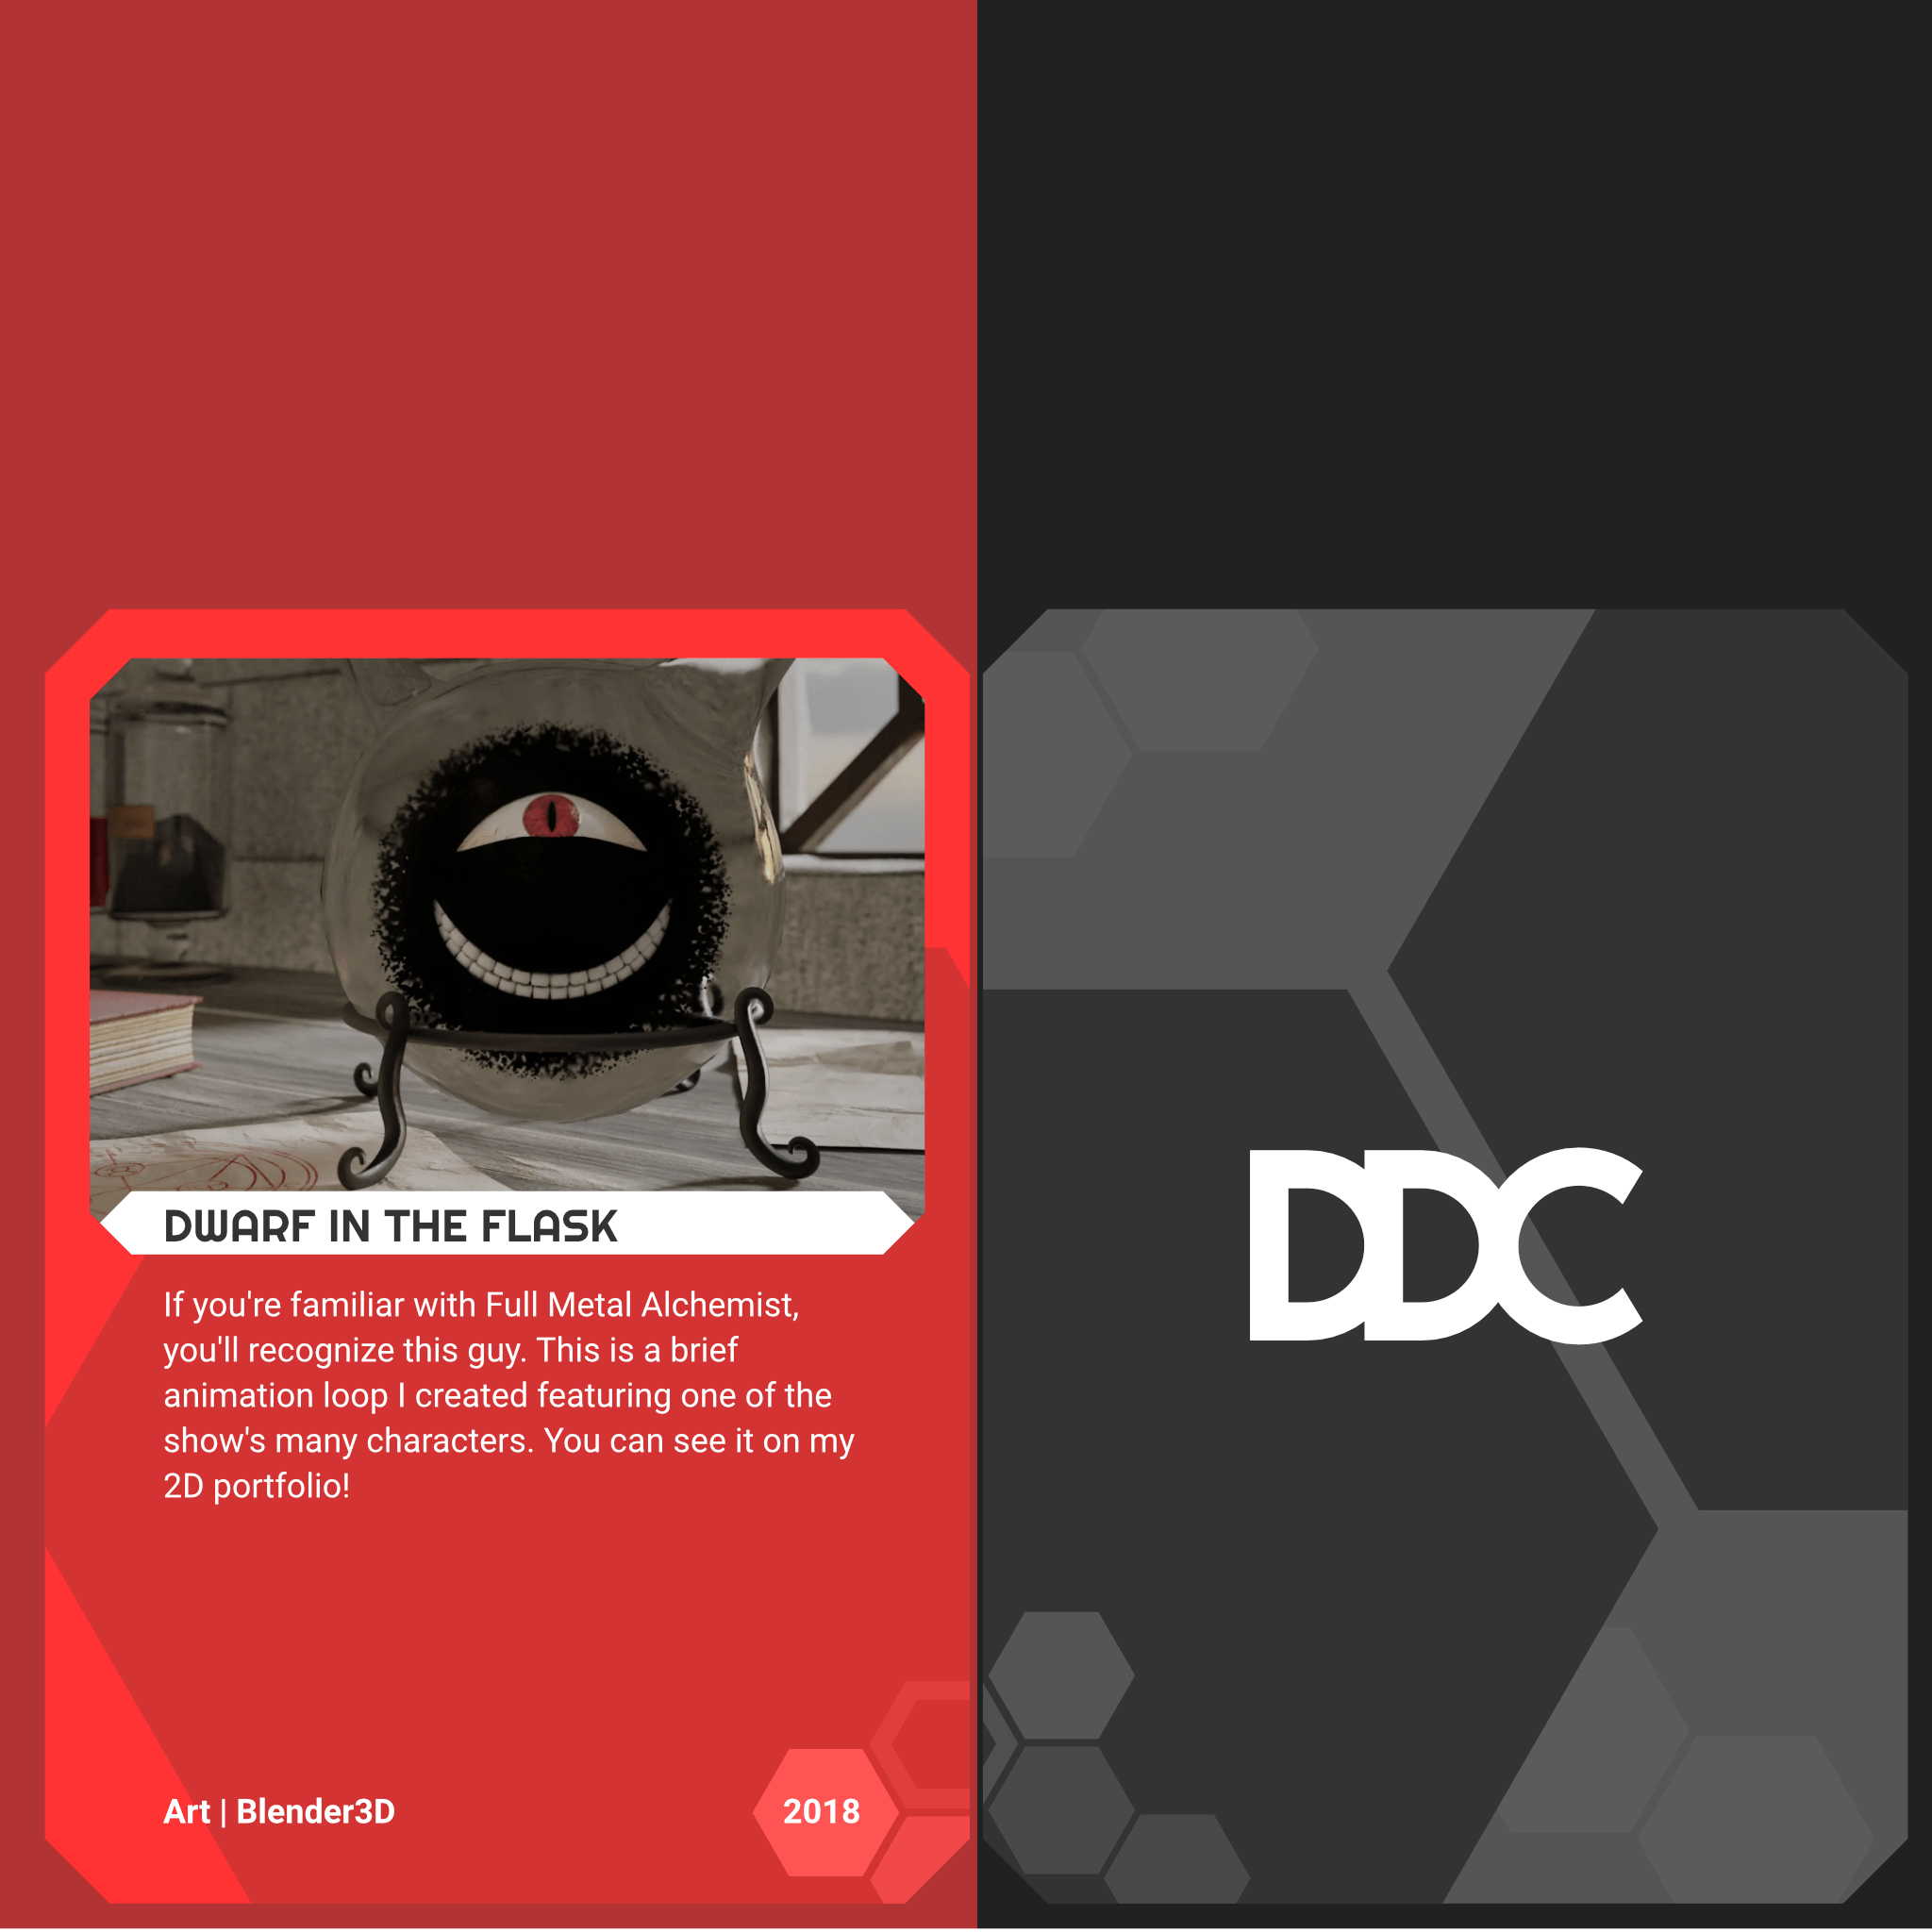 DWARF IN THE FLASK
If you're familiar with Full Metal Alchemist,
you'll recognize this guy. This is a brief
animation loop I created featuring one of the
show's many characters. You can see it on my
2D portfolio!
Art | Blender3D
2018
DDC